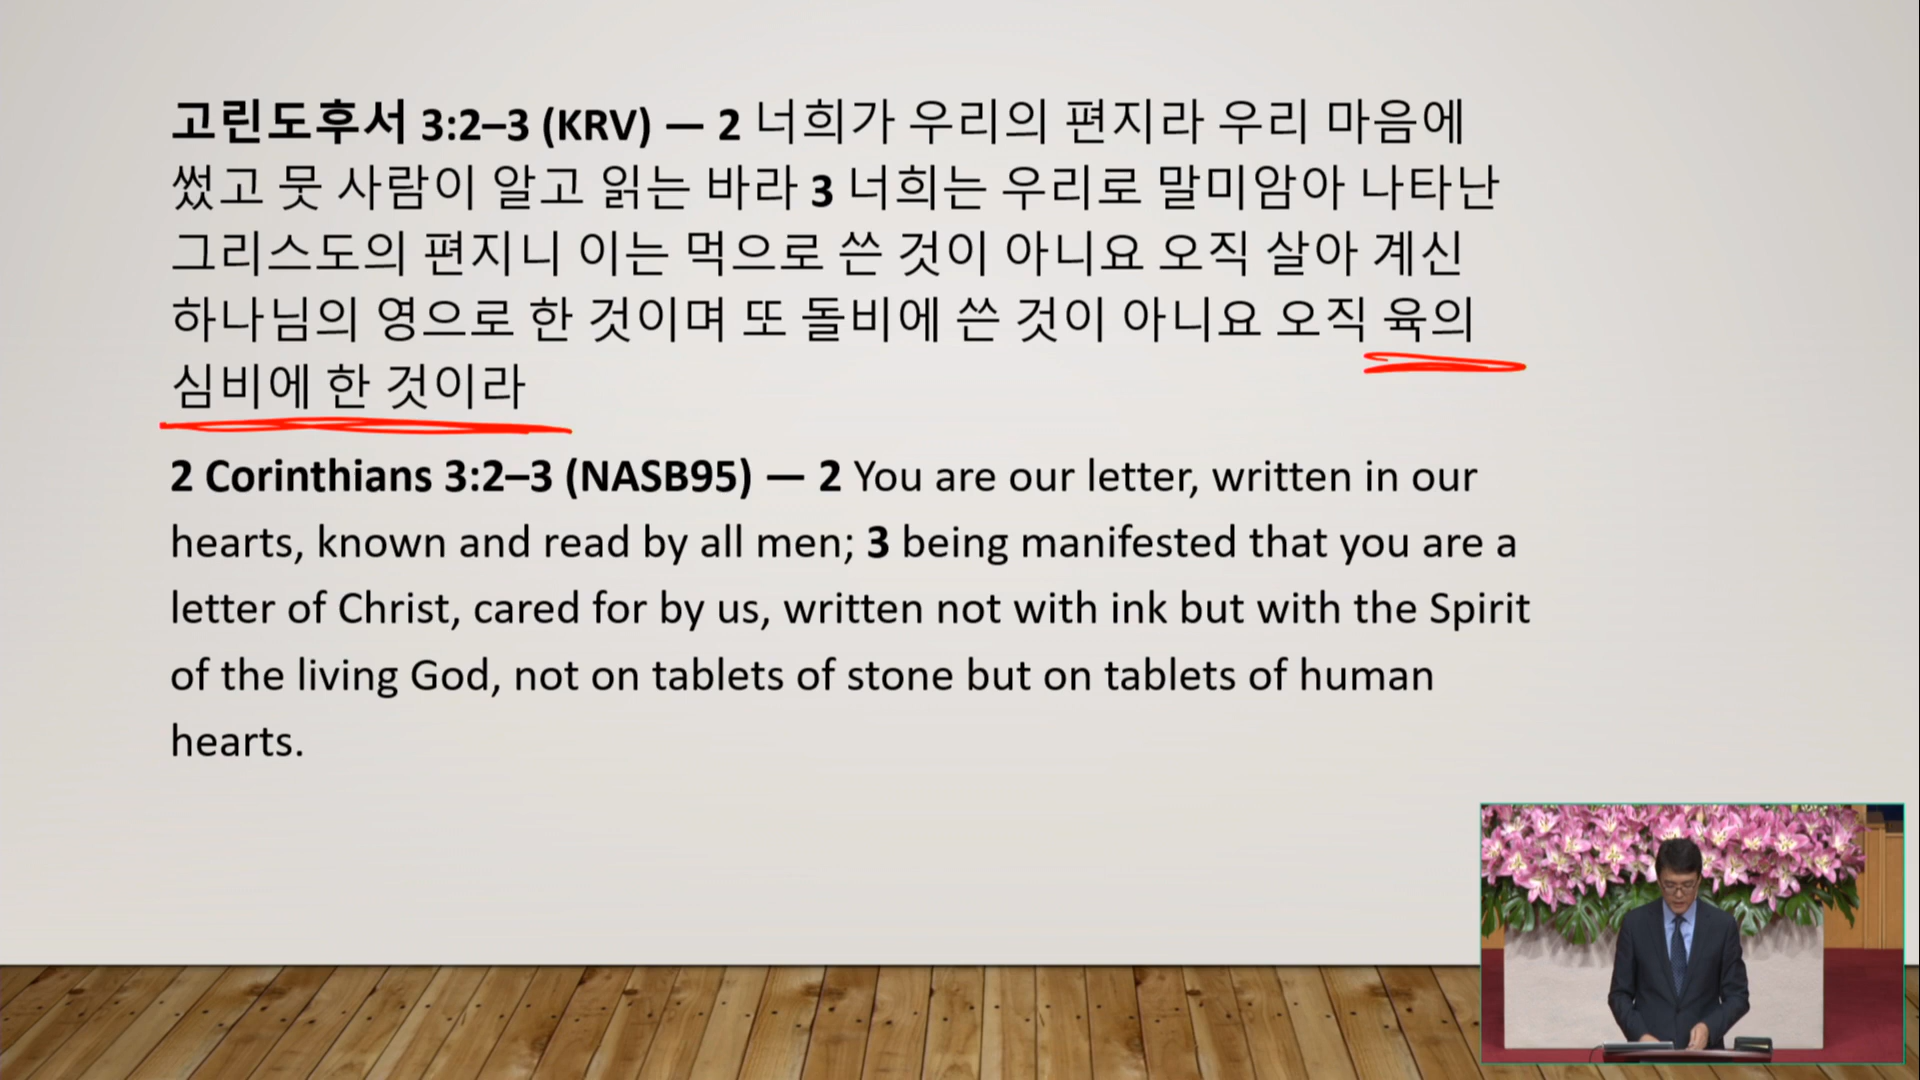 고린도후서 3:2–3 (KRV) — 2 너희가 우리의 편지라 우리 마음에
썼고 뭇 사람이 알고 읽는 바라 3 너희는 우리로 말미암아 나타난
그리스도의 편지니 이는 먹으로 쓴 것이 아니요 오직 살아 계신
하나님의 영으로 한 것이며 또 돌비에 쓴 것이 아니요 오직 육의
심비에 한 것이라
2 Corinthians 3:2–3 (NASB95) — 2 You are our letter, written in our
hearts, known and read by all men; 3 being manifested that you are a
letter of Christ, cared for by us, written not with ink but with the Spirit
of the living God, not on tablets of stone but on tablets of human
hearts.